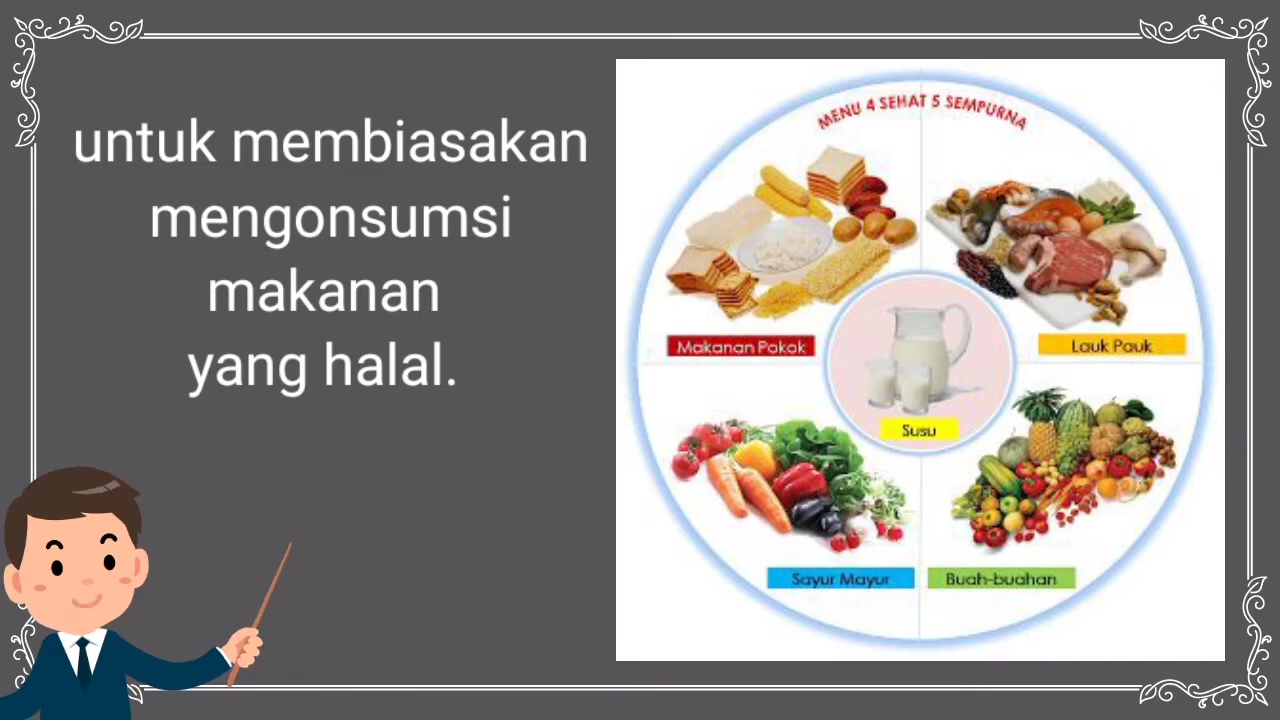 untuk membiasakan
mengonsumsi
makanan
yang halal.
MENU 4 SEHAT 5 SEMPURNA
Makanan Pokok
Lauk Pauk
Susu
Sayur Mayur
Buah-buahan